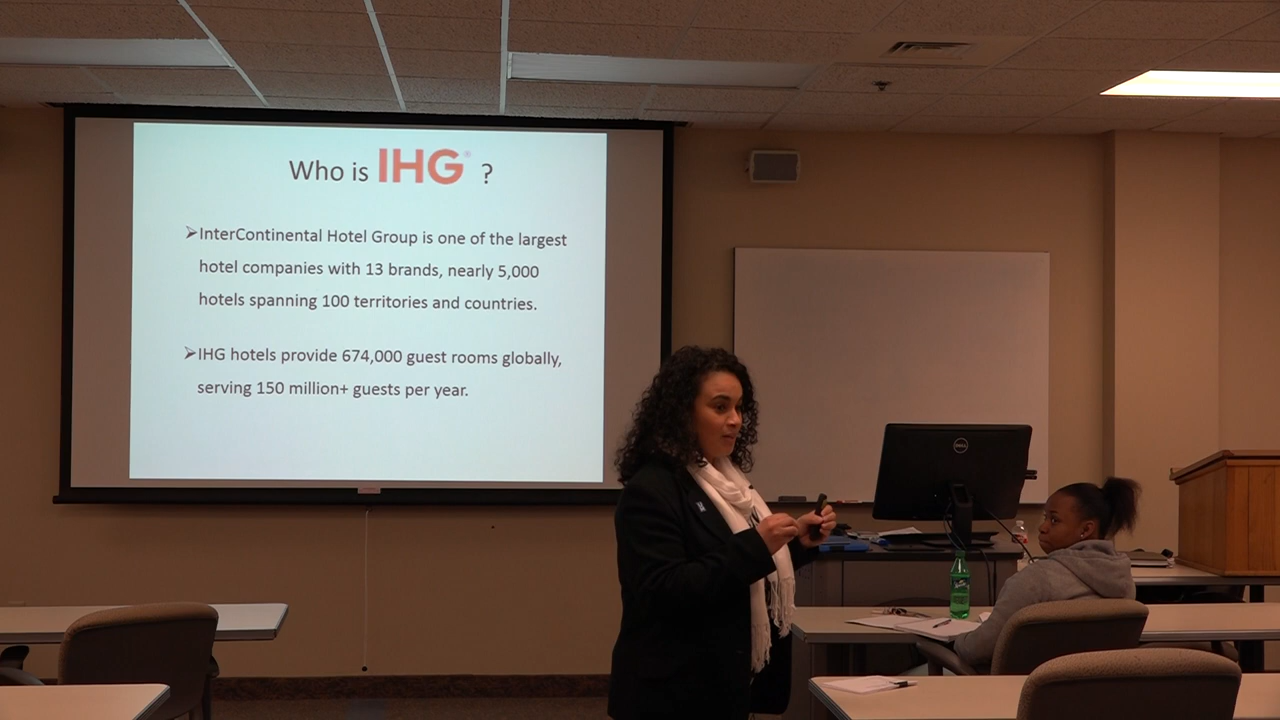 Who is IHG® ?
➢InterContinental Hotel Group is one of the largest
hotel companies with 13 brands, nearly 5,000
hotels spanning 100 territories and countries.
➢IHG hotels provide 674,000 guest rooms globally,
serving 150 million+ guests per year.
DELL